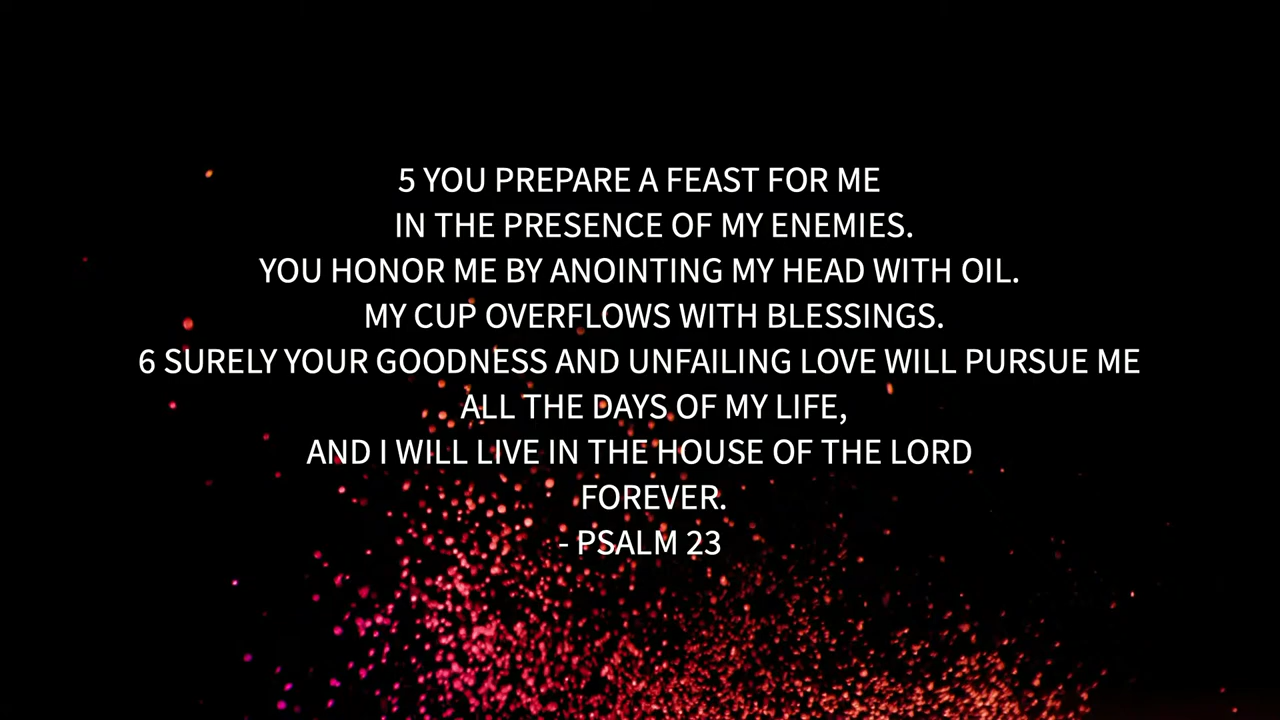 5 YOU PREPARE A FEAST FOR ME
IN THE PRESENCE OF MY ENEMIES.
YOU HONOR ME BY ANOINTING MY HEAD WITH OIL.
MY CUP OVERFLOWS WITH BLESSINGS.
6 SURELY YOUR GOODNESS AND UNFAILING LOVE WILL PURSUE ME
ALL THE DAYS OF MY LIFE,
AND I WILL LIVE IN THE HOUSE OF THE LORD
FOREVER.
- PSALM 23